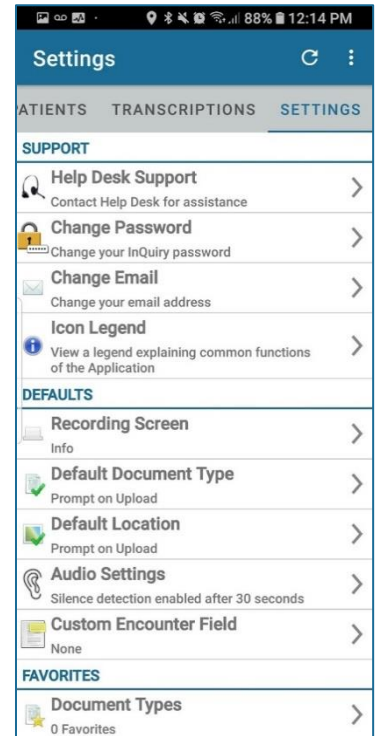 88% 12:14 PM
Settings
ATIENTS TRANSCRIPTIONS SETTINGS
SUPPORT
Help Desk Support
Contact Help Desk for assistance
Change Password
Change your InQuiry password
Change Email
Change your email address
Icon Legend
View a legend explaining common functions
of the Application
DEFAULTS
Recording Screen
Info
Default Document Type
Prompt on Upload
Default Location
Prompt on Upload
Audio Settings
Silence detection enabled after 30 seconds
Custom Encounter Field
None
FAVORITES
Document Types
0 Favorites